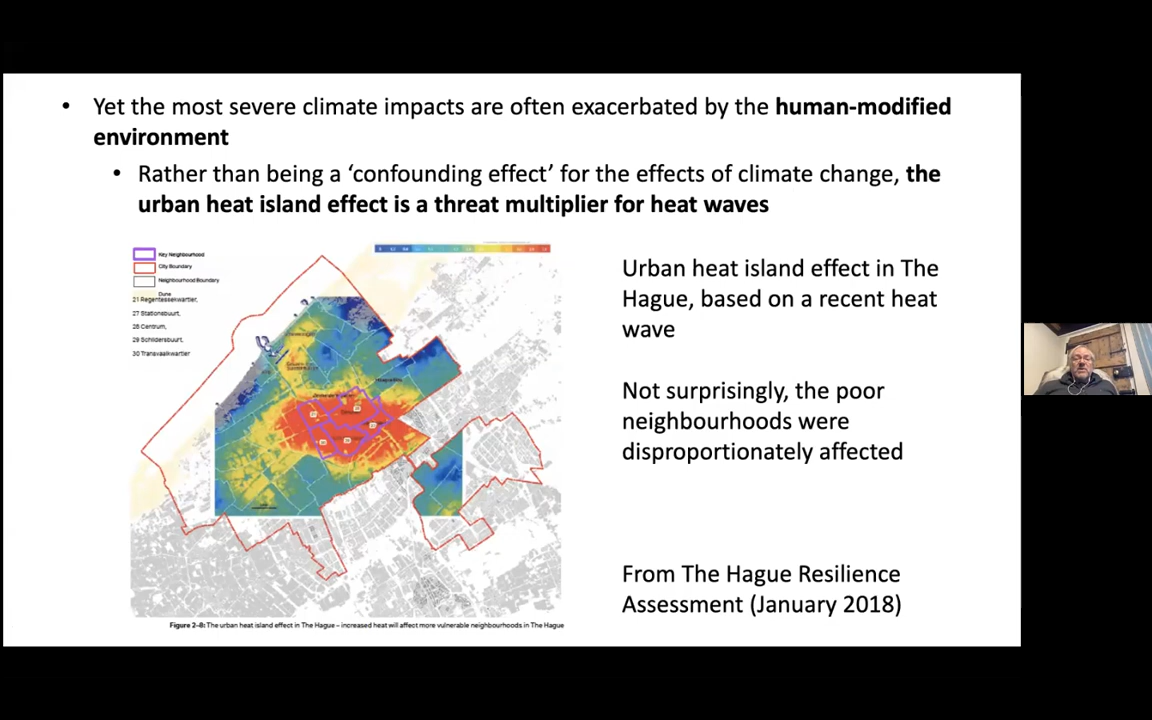 • Yet the most severe climate impacts are often exacerbated by the human-modified
environment
• Rather than being a ‘confounding effect’ for the effects of climate change, the
urban heat island effect is a threat multiplier for heat waves
Key Neighbourhood
City Boundary
Neighbourhood Boundary
Dune
21 Regentessekwartier,
27 Stationsbuurt,
28 Centrum,
29 Schildersbuurt,
30 Transvaalkwartier
Urban heat island effect in The
Hague, based on a recent heat
wave
Not surprisingly, the poor
neighbourhoods were
disproportionately affected
From The Hague Resilience
Assessment (January 2018)
Figure 2-8: The urban heat island effect in The Hague – increased heat will affect more vulnerable neighbourhoods in The Hague